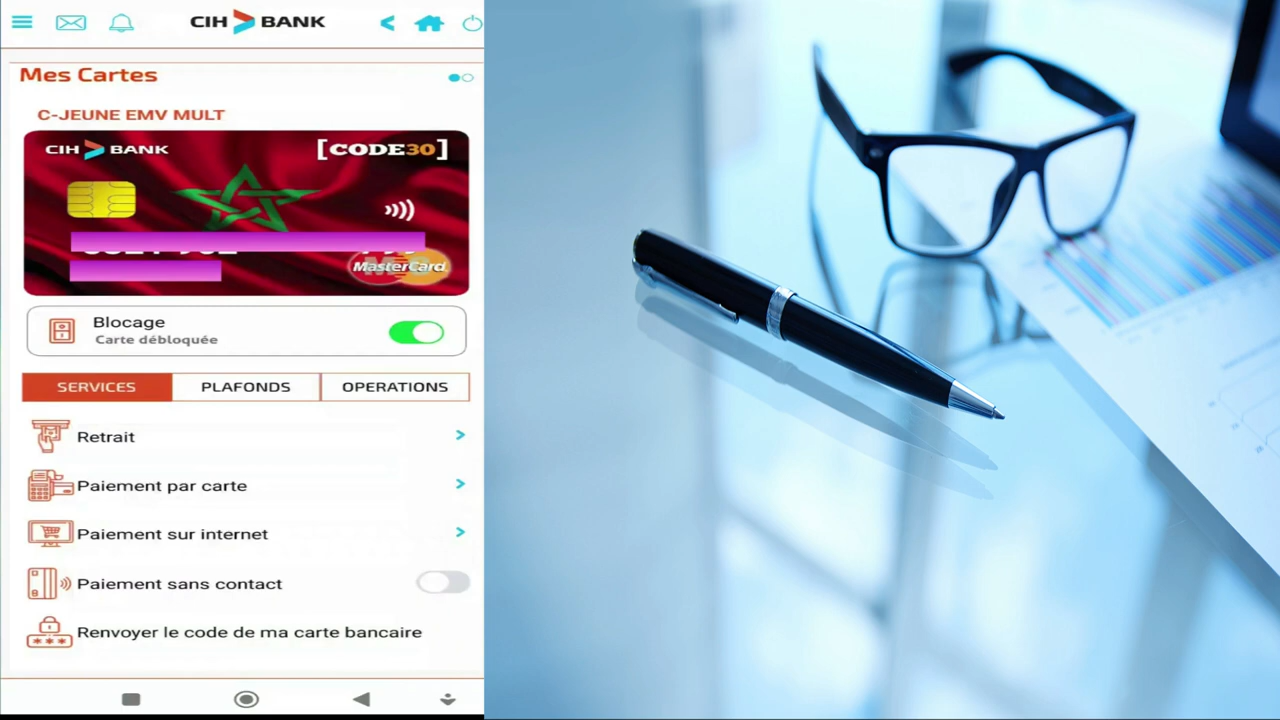 CIH BANK
Mes Cartes
C-JEUNE EMV MULT
CIH BANK [CODE30]
MasterCard
Blocage
Carte débloquée
SERVICES PLAFONDS OPERATIONS
Retrait
Paiement par carte
Paiement sur internet
Paiement sans contact
Renvoyer le code de ma carte bancaire